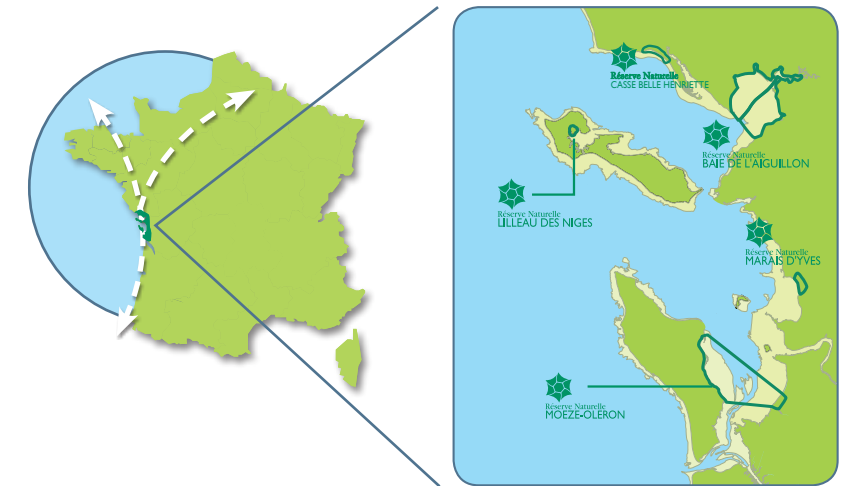 Réserve Naturelle
CASSE BELLE HENRIETTE
Réserve Naturelle
BAIE DE L'AIGUILLON
Réserve Naturelle
LILLEAU DES NIGES
Réserve Naturelle
MARAIS D'YVES
Réserve Naturelle
MOEZE-OLERON